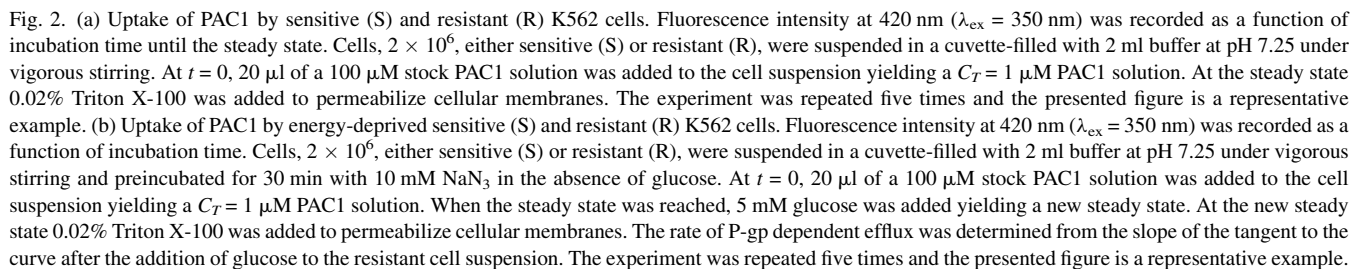 Fig. 2. (a) Uptake of PAC1 by sensitive (S) and resistant (R) K562 cells. Fluorescence intensity at 420 nm (λex = 350 nm) was recorded as a function of
incubation time until the steady state. Cells, 2 × 10⁶, either sensitive (S) or resistant (R), were suspended in a cuvette-filled with 2 ml buffer at pH 7.25 under
vigorous stirring. At t = 0, 20 μl of a 100 μM stock PAC1 solution was added to the cell suspension yielding a CT = 1 μM PAC1 solution. At the steady state
0.02% Triton X-100 was added to permeabilize cellular membranes. The experiment was repeated five times and the presented figure is a representative
example. (b) Uptake of PAC1 by energy-deprived sensitive (S) and resistant (R) K562 cells. Fluorescence intensity at 420 nm (λex = 350 nm) was recorded as a
function of incubation time. Cells, 2 × 10⁶, either sensitive (S) or resistant (R), were suspended in a cuvette-filled with 2 ml buffer at pH 7.25 under vigorous
stirring and preincubated for 30 min with 10 mM NaN₃ in the absence of glucose. At t = 0, 20 μl of a 100 μM stock PAC1 solution was added to the cell
suspension yielding a CT = 1 μM PAC1 solution. When the steady state was reached, 5 mM glucose was added yielding a new steady state. At the new steady
state 0.02% Triton X-100 was added to permeabilize cellular membranes. The rate of P-gp dependent efflux was determined from the slope of the tangent to the
curve after the addition of glucose to the resistant cell suspension. The experiment was repeated five times and the presented figure is a representative example.